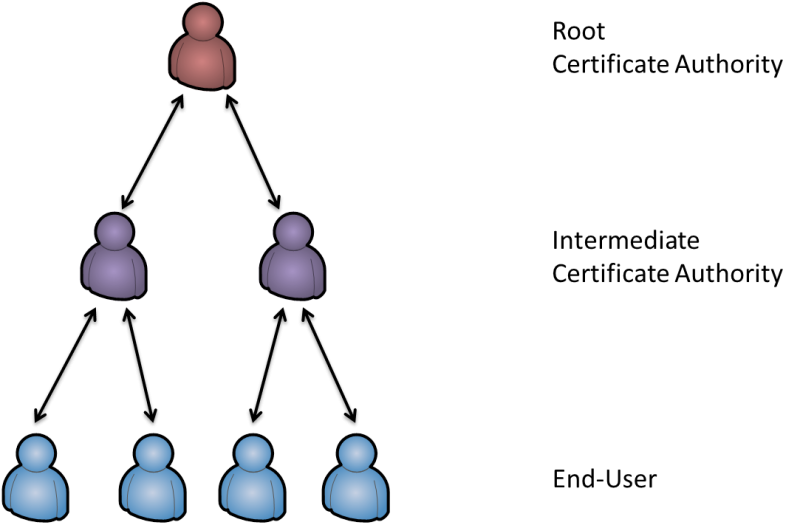 Root
Certificate Authority
Intermediate
Certificate Authority
End-User